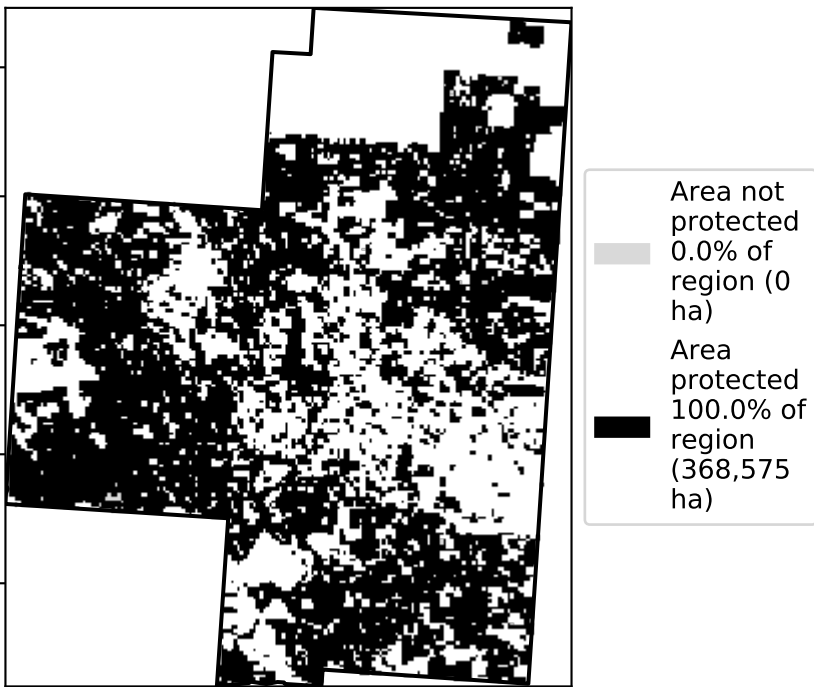 Area not
protected
0.0% of
region (0
ha)
Area
protected
100.0% of
region
(368,575
ha)